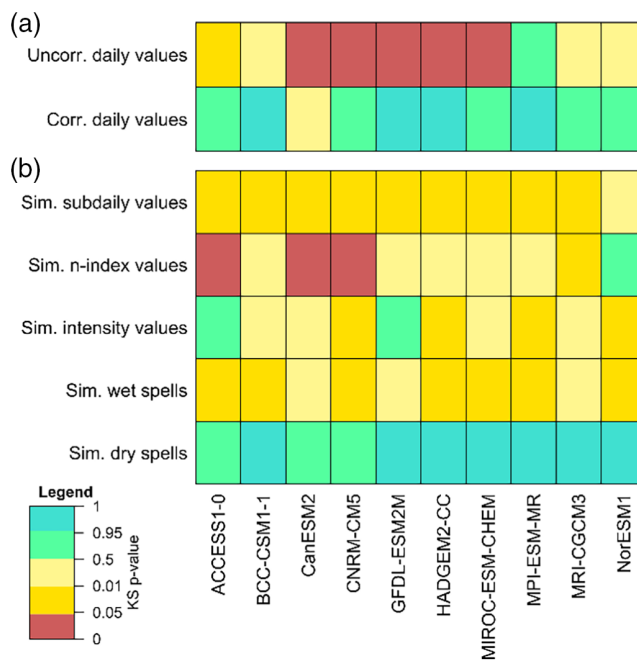 (a)
Uncorr. daily values
Corr. daily values
(b)
Sim. subdaily values
Sim. n-index values
Sim. intensity values
Sim. wet spells
Sim. dry spells
Legend
1
0.95
0.5
0.01
0.05
0
KS p-value
ACCESS1-0
BCC-CSM1-1
CanESM2
CNRM-CM5
GFDL-ESM2M
HADGEM2-CC
MIROC-ESM-CHEM
MPI-ESM-MR
MRI-CGCM3
NorESM1